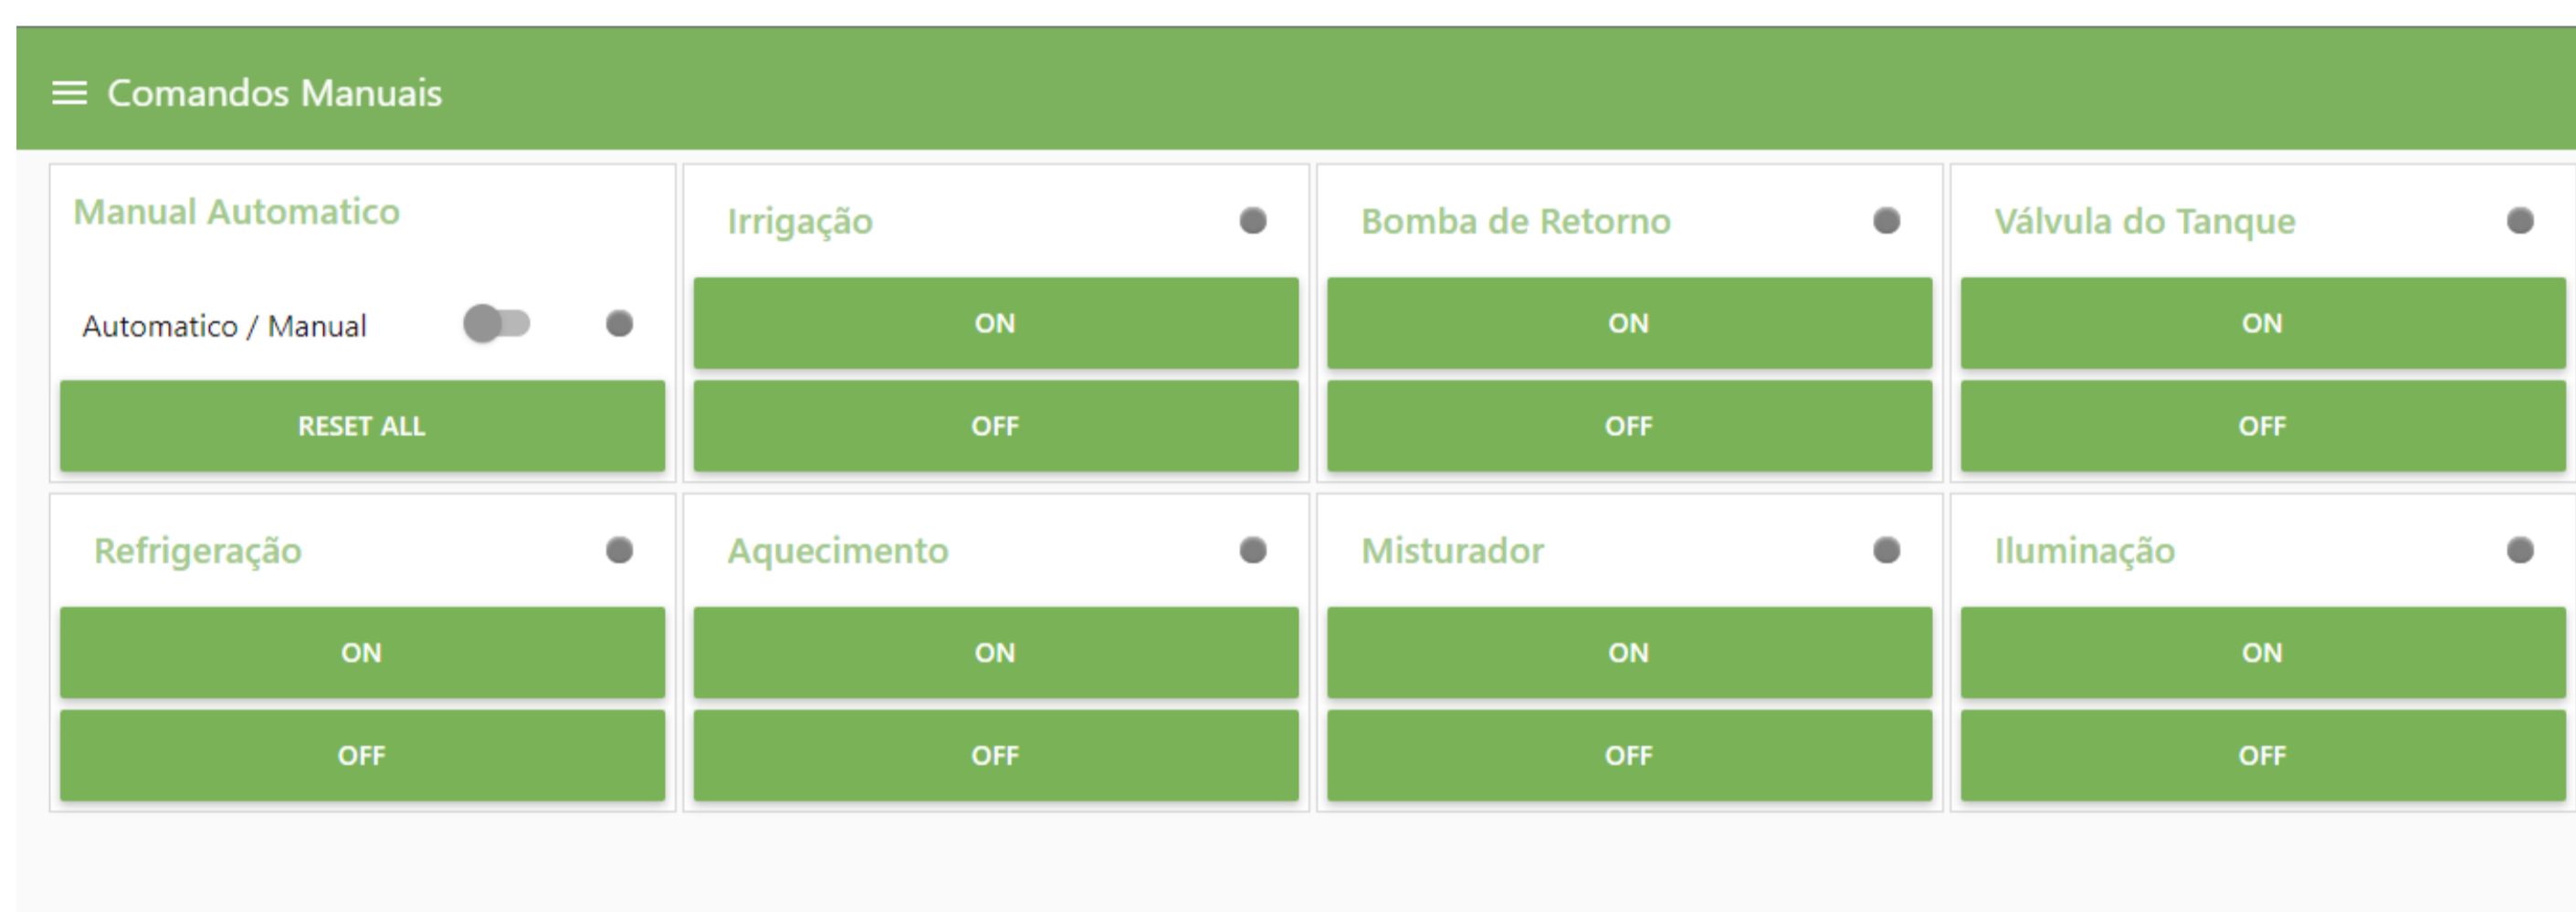 Comandos Manuais
Manual Automatico
Automatico / Manual
RESET ALL
Irrigação
ON
OFF
Bomba de Retorno
ON
OFF
Válvula do Tanque
ON
OFF
Refrigeração
ON
OFF
Aquecimento
ON
OFF
Misturador
ON
OFF
Iluminação
ON
OFF